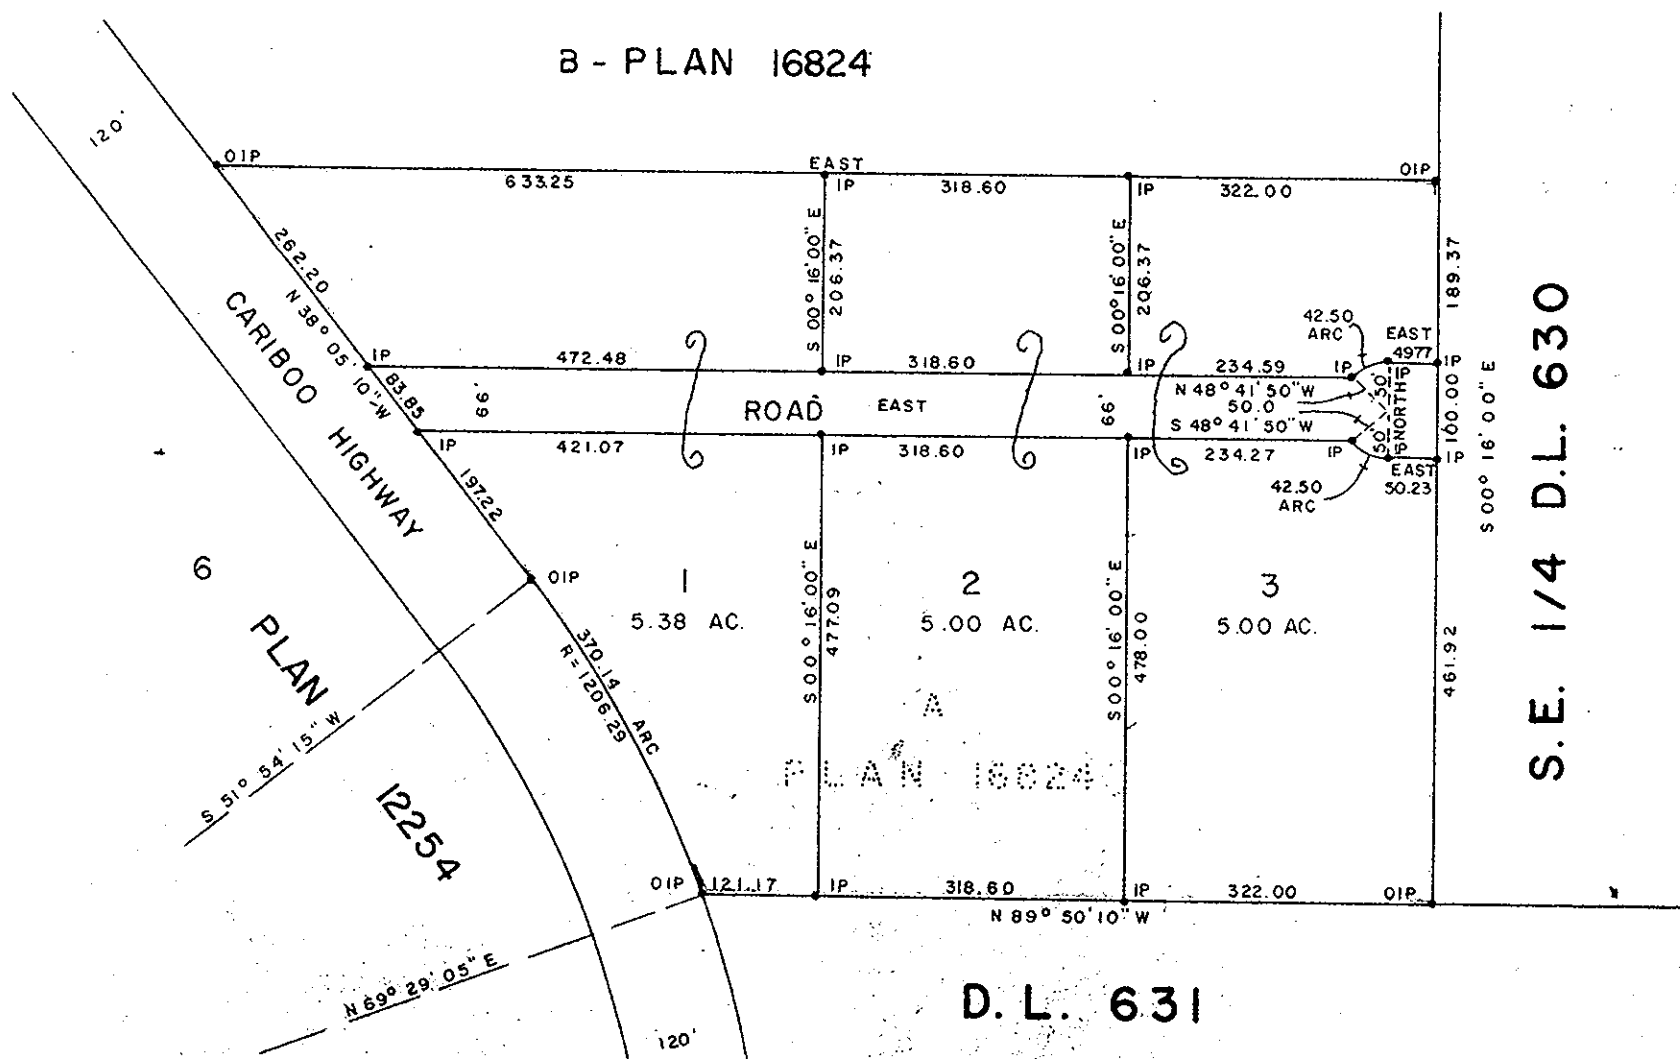 B - PLAN 16824
120'
OIP
EAST
OIP
633.25
IP
318.60
IP
322.00
262.20
N 38° 05' 10" W
S 00° 16' 00" E
206.37
S 00° 16' 00" E
206.37
189.37
CARIBOO HIGHWAY
42.50
ARC
EAST
4977
IP
472.48
IP
318.60
IP
234.59
IP
IP
IP
83.85
66'
ROAD
EAST
66'
N 48° 41' 50" W
50.0
S 48° 41' 50" W
50'
50'
NORTH
100.00
S 00° 16' 00" E
IP
421.07
IP
318.60
IP
234.27
IP
IP
EAST
50.23
42.50
ARC
197.22
OIP
6
PLAN
12254
1
5.38 AC.
S 00° 16' 00" E
477.09
2
5.00 AC.
S 00° 16' 00" E
478.00
3
5.00 AC.
461.92
S.E. 1/4 D.L. 630
370.14 ARC
R = 1206.29
A
PLAN 16824
S 51° 54' 15" W
OIP
121.17
IP
318.60
IP
322.00
OIP
N 89° 50' 10" W
N 69° 29' 05" E
D.L. 631
120'